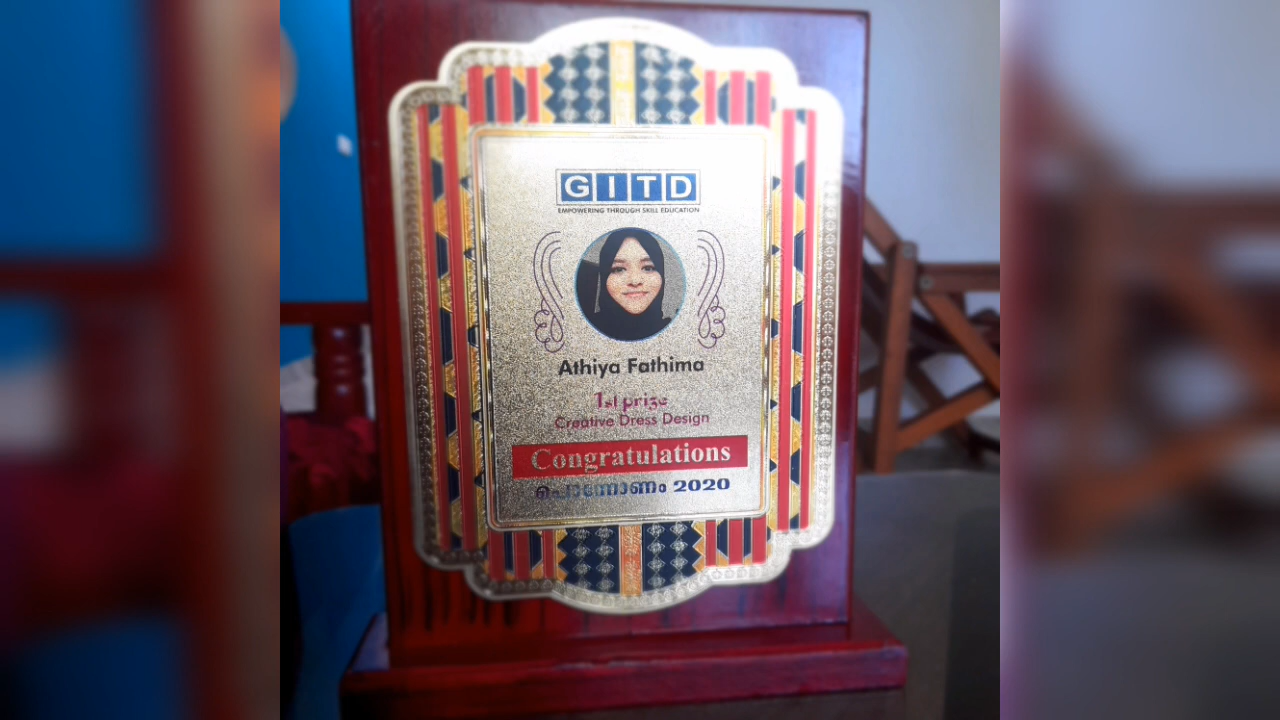 GITD
EMPOWERING THROUGH SKILL EDUCATION
Athiya Fathima
1st prize
Creative Dress Design
Congratulations
പൊന്നോണം 2020